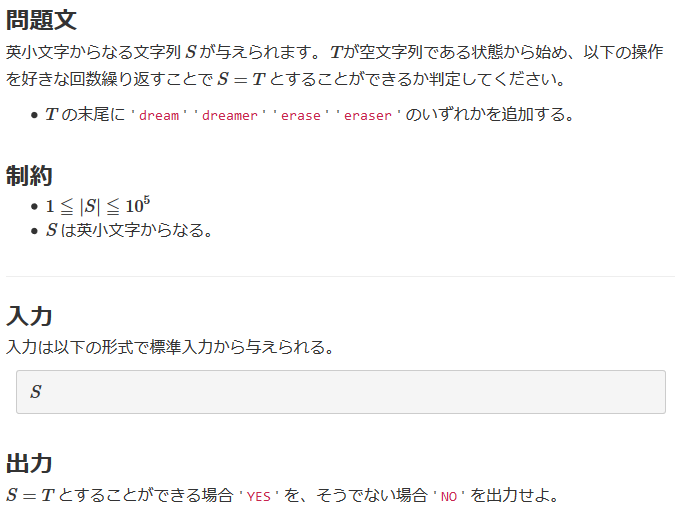 問題文
英小文字からなる文字列 S が与えられます。Tが空文字列である状態から始め、以下の操作
を好きな回数繰り返すことで S = T とすることができるか判定してください。
• T の末尾に 'dream' 'dreamer' 'erase' 'eraser' のいずれかを追加する。
制約
• 1 ≦ |S| ≦ 10⁵
• S は英小文字からなる。
入力
入力は以下の形式で標準入力から与えられる。
S
出力
S = T とすることができる場合 'YES' を、そうでない場合 'NO' を出力せよ。